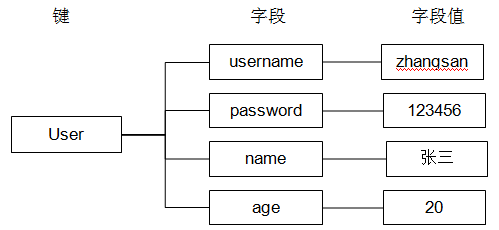 键 字段 字段值
username zhangsan
password 123456
User
name 张三
age 20